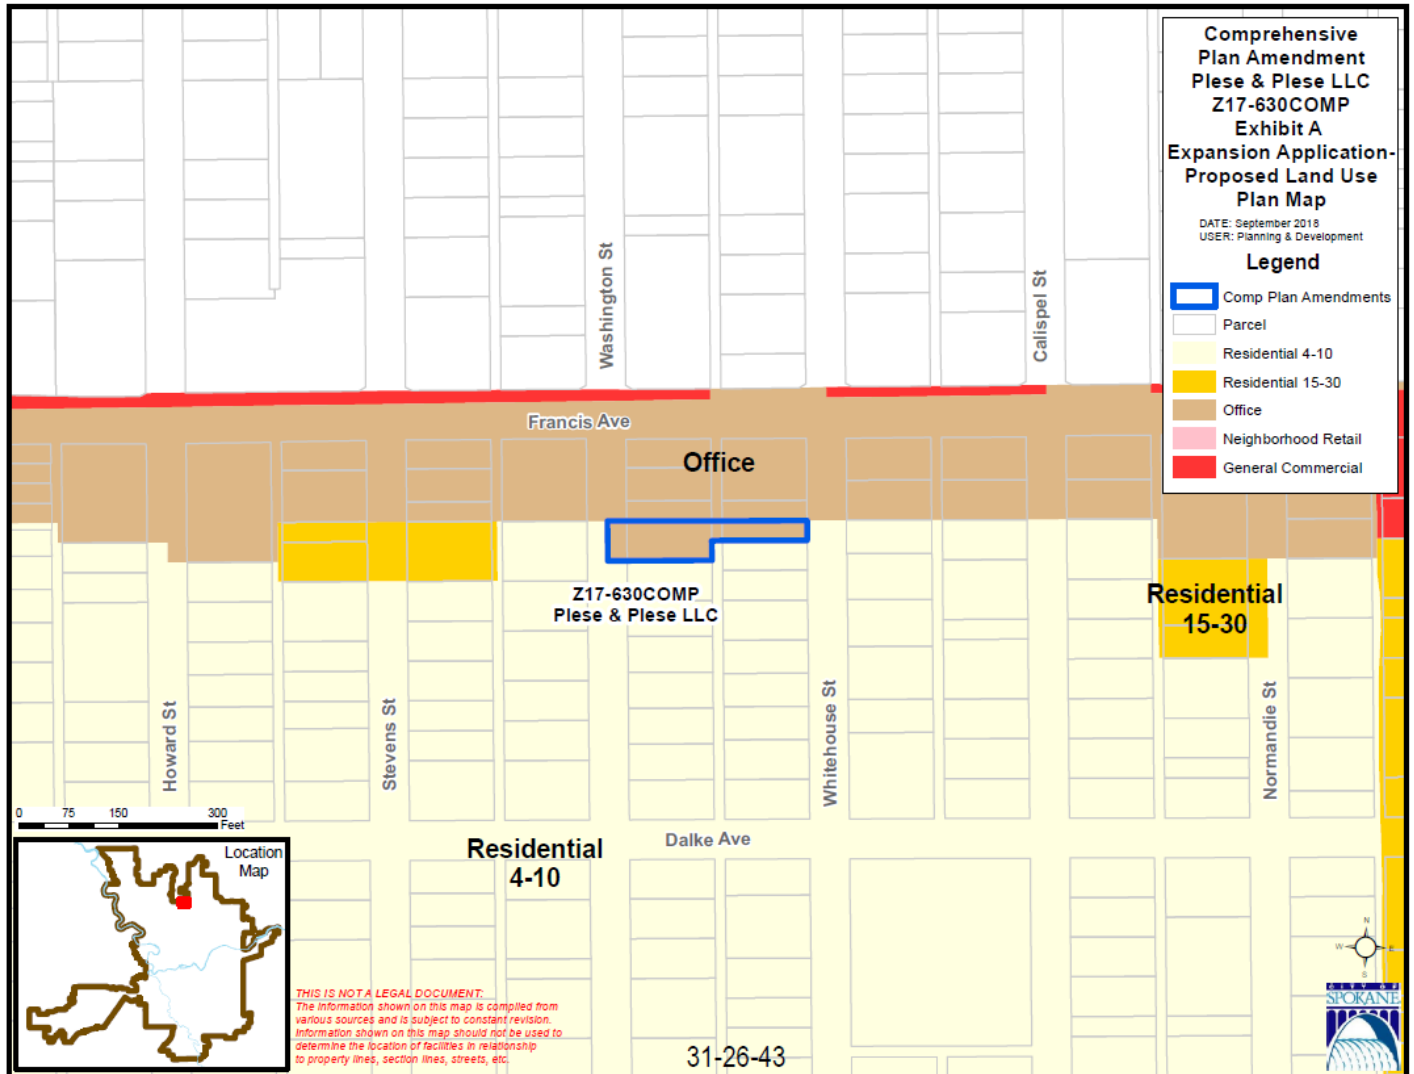 Comprehensive
Plan Amendment
Plese & Plese LLC
Z17-630COMP
Exhibit A
Expansion Application-
Proposed Land Use
Plan Map
DATE: September 2018
USER: Planning & Development
Legend
Comp Plan Amendments
Parcel
Residential 4-10
Residential 15-30
Office
Neighborhood Retail
General Commercial
Washington St
Calispel St
Francis Ave
Office
Z17-630COMP
Plese & Plese LLC
Residential
15-30
Howard St
Stevens St
Whitehouse St
Normandie St
0 75 150 300
Feet
Dalke Ave
Residential
4-10
Location
Map
N
W E
S
THIS IS NOT A LEGAL DOCUMENT:
The information shown on this map is compiled from
various sources and is subject to constant revision.
Information shown on this map should not be used to
determine the location of facilities in relationship
to property lines, section lines, streets, etc.
31-26-43
SPOKANE